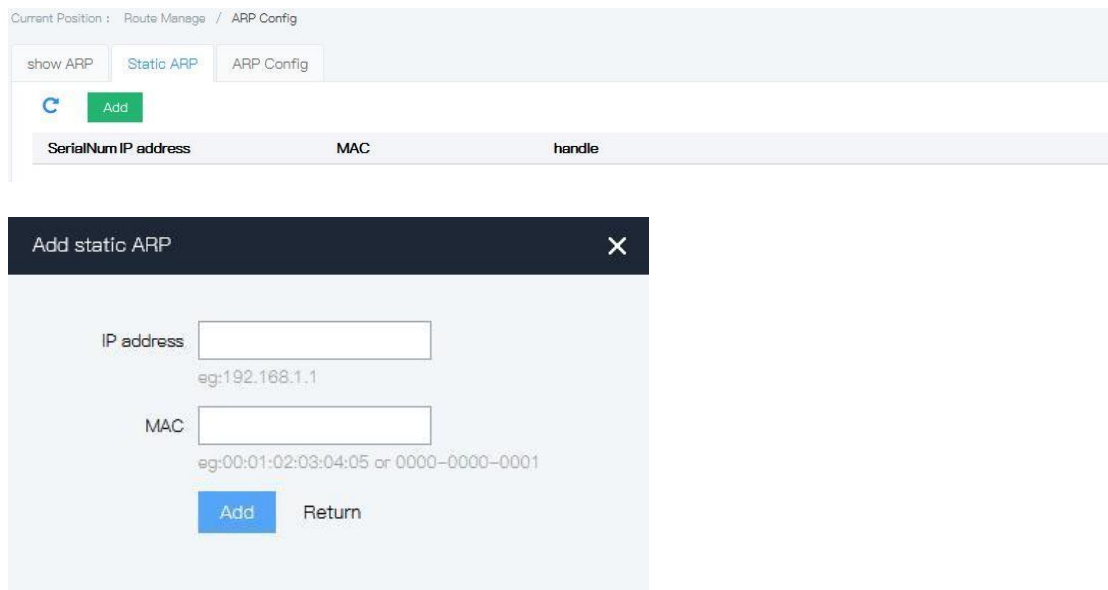 Current Position : Route Manage / ARP Config
show ARP Static ARP ARP Config
Add
SerialNum IP address MAC handle
Add static ARP
IP address
eg:192.168.1.1
MAC
eg:00:01:02:03:04:05 or 0000-0000-0001
Add Return